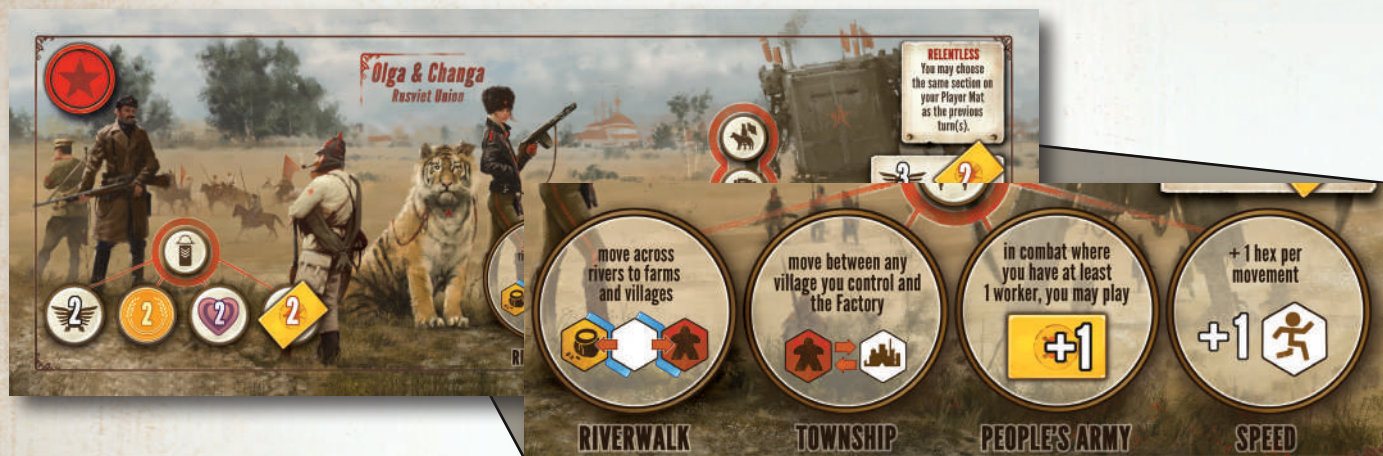 Olga & Changa
Rusviet Union
RELENTLESS
You may choose
the same section on
your Player Mat
as the previous
turn(s).
3
2
2
2
2
2
move across
rivers to farms
and villages
RIVERWALK
move between any
village you control and
the Factory
TOWNSHIP
in combat where
you have at least
1 worker, you may play
+1
PEOPLE'S ARMY
+ 1 hex per
movement
+1
SPEED